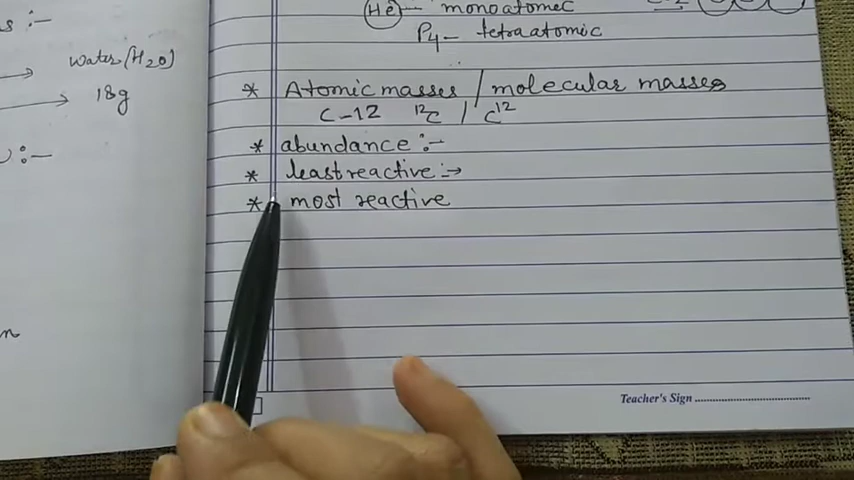 s :—
Water (H₂O)
18g
:—
n
He — monoatomec
P4 — tetraatomic
* Atomic masses / molecular masses
C-12 ¹²C / C¹²
* abundance :-
* least reactive :→
* most reactive
Teacher's Sign ................................